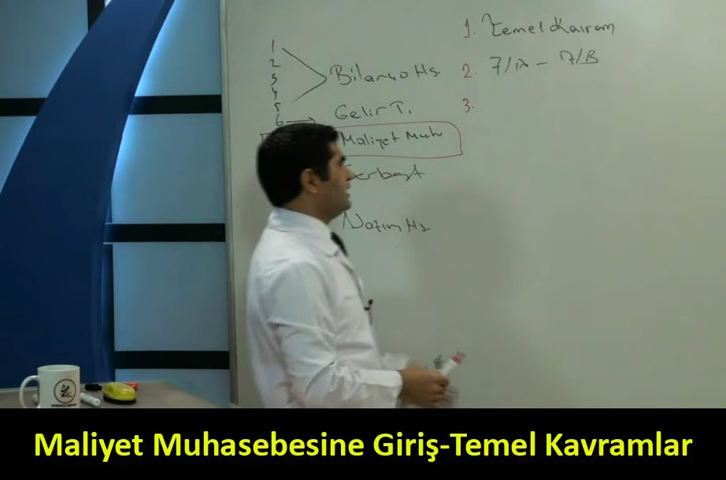 1
2
3
4
5
6
Bilanço Hs.
Gelir T.
Maliyet Muh
Serbest
Nazım Hs.
1. Temel Kavram
2. 7/A - 7/B
3.
Maliyet Muhasebesine Giriş-Temel Kavramlar